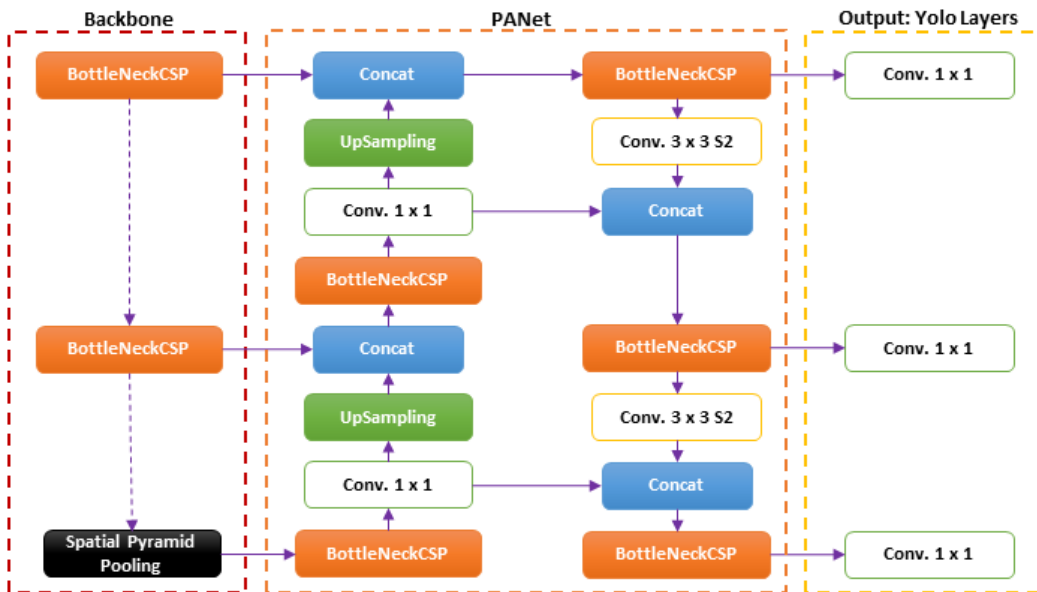 Backbone
PANet
Output: Yolo Layers
BottleNeckCSP
Concat
BottleNeckCSP
Conv. 1 x 1
UpSampling
Conv. 3 x 3 S2
Conv. 1 x 1
Concat
BottleNeckCSP
BottleNeckCSP
Concat
BottleNeckCSP
Conv. 1 x 1
UpSampling
Conv. 3 x 3 S2
Conv. 1 x 1
Concat
Spatial Pyramid
Pooling
BottleNeckCSP
BottleNeckCSP
Conv. 1 x 1